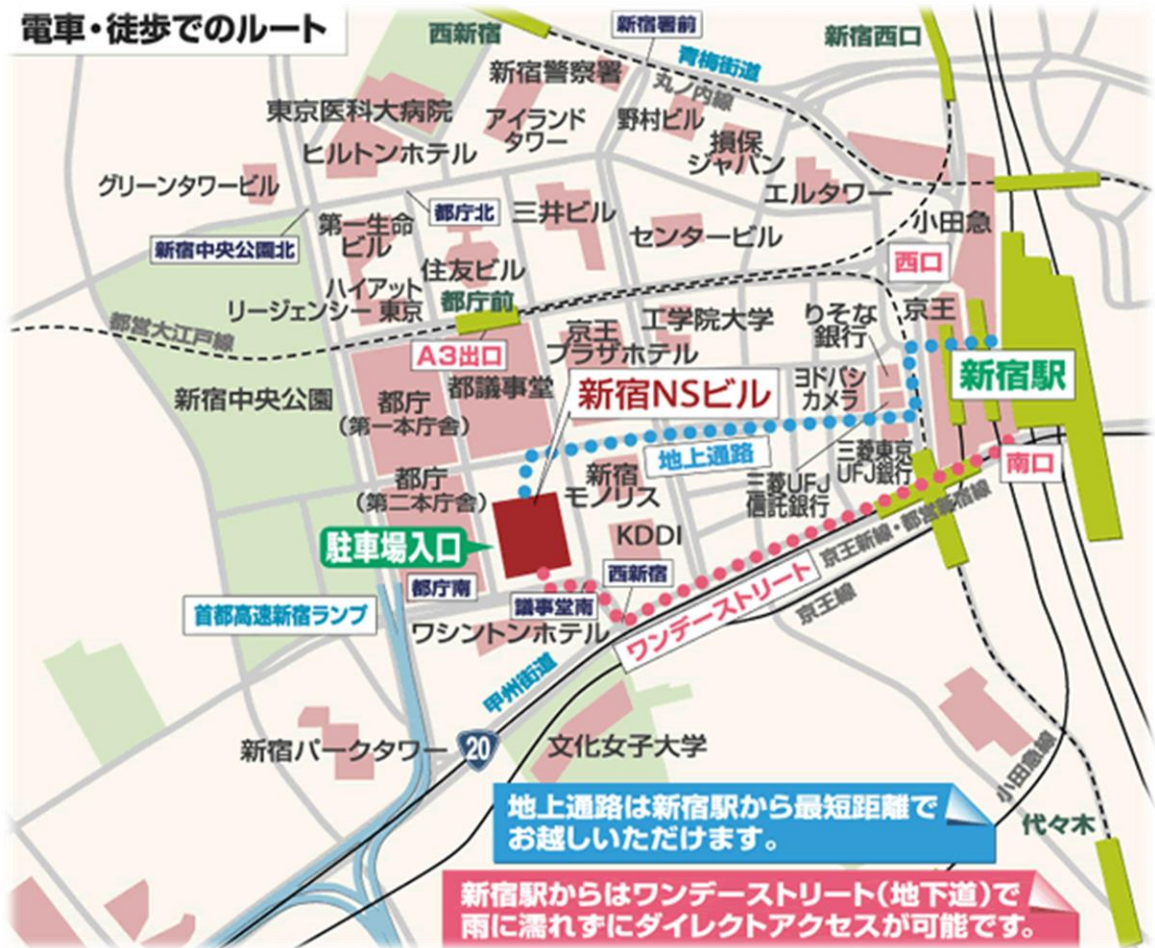 電車・徒歩でのルート
西新宿
新宿署前
新宿西口
青梅街道
新宿警察署
丸ノ内線
東京医科大病院
アイランド
タワー
野村ビル
損保
ジャパン
ヒルトンホテル
グリーンタワービル
エルタワー
都庁北
三井ビル
小田急
第一生命
ビル
センタービル
新宿中央公園北
住友ビル
西口
ハイアット
リージェンシー 東京
都庁前
都営大江戸線
京王
プラザホテル
工学院大学
りそな
銀行
京王
A3出口
新宿駅
都議事堂
新宿NSビル
ヨドバシ
カメラ
新宿中央公園
都庁
(第一本庁舎)
地上通路
三菱東京
UFJ銀行
南口
都庁
(第二本庁舎)
新宿
モノリス
三菱UFJ
信託銀行
京王新線・都営新宿線
駐車場入口
KDDI
西新宿
都庁南
議事堂南
首都高速新宿ランプ
ワシントンホテル
ワンデーストリート
京王線
甲州街道
新宿パークタワー
20
文化女子大学
小田急線
代々木
地上通路は新宿駅から最短距離で
お越しいただけます。
新宿駅からはワンデーストリート(地下道)で
雨に濡れずにダイレクトアクセスが可能です。